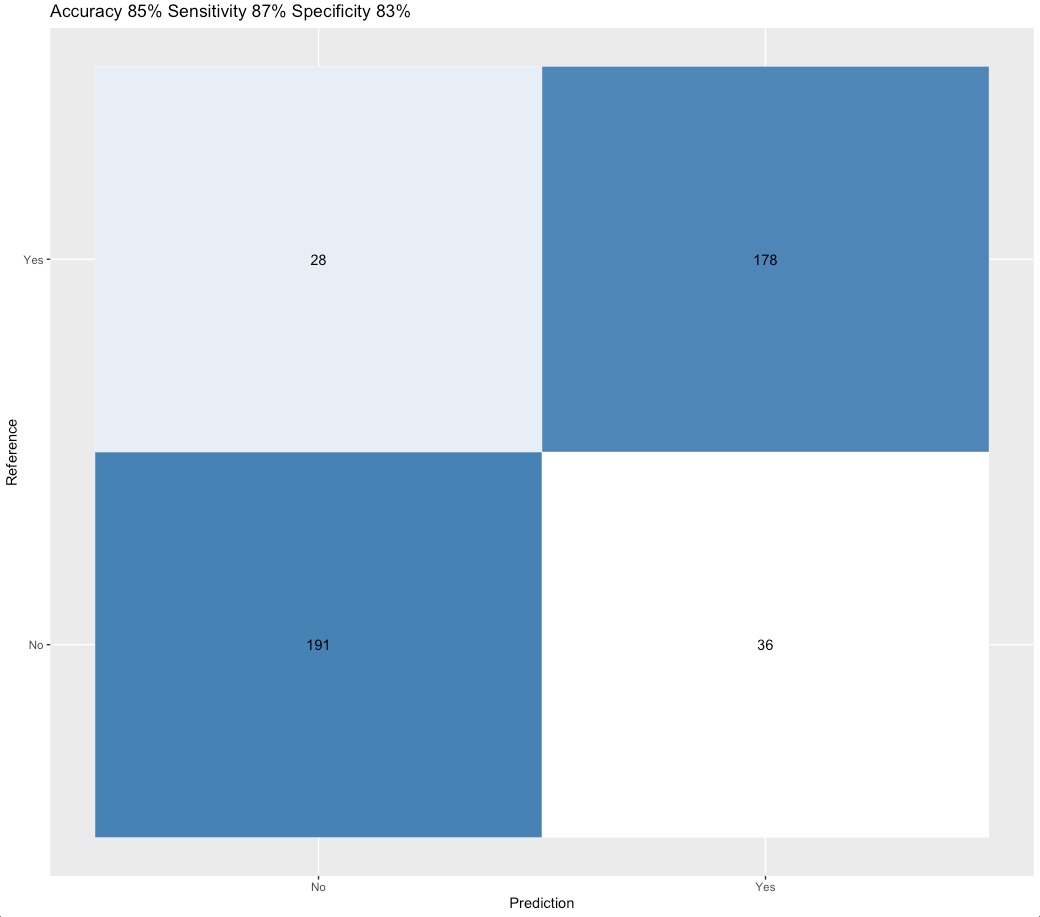 Accuracy 85% Sensitivity 87% Specificity 83%
Reference
Yes
28
178
No
191
36
No
Yes
Prediction